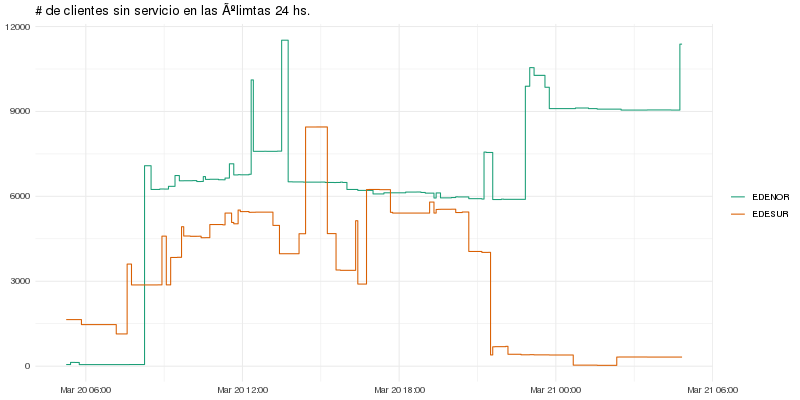 # de clientes sin servicio en las Ãºlimtas 24 hs.
12000
9000
6000
3000
0
Mar 20 06:00
Mar 20 12:00
Mar 20 18:00
Mar 21 00:00
Mar 21 06:00
EDENOR
EDESUR